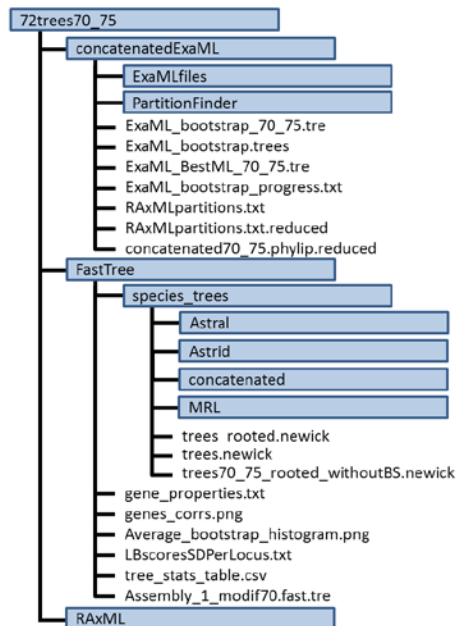 72trees70_75
concatenatedExaML
ExaMLfiles
PartitionFinder
ExaML_bootstrap_70_75.tre
ExaML_bootstrap.trees
ExaML_BestML_70_75.tre
ExaML_bootstrap_progress.txt
RAxMLpartitions.txt
RAxMLpartitions.txt.reduced
concatenated70_75.phylip.reduced
FastTree
species_trees
Astral
Astrid
concatenated
MRL
trees_rooted.newick
trees.newick
trees70_75_rooted_withoutBS.newick
gene_properties.txt
genes_corrs.png
Average_bootstrap_histogram.png
LBscoresSDPerLocus.txt
tree_stats_table.csv
Assembly_1_modif70.fast.tre
RAxML